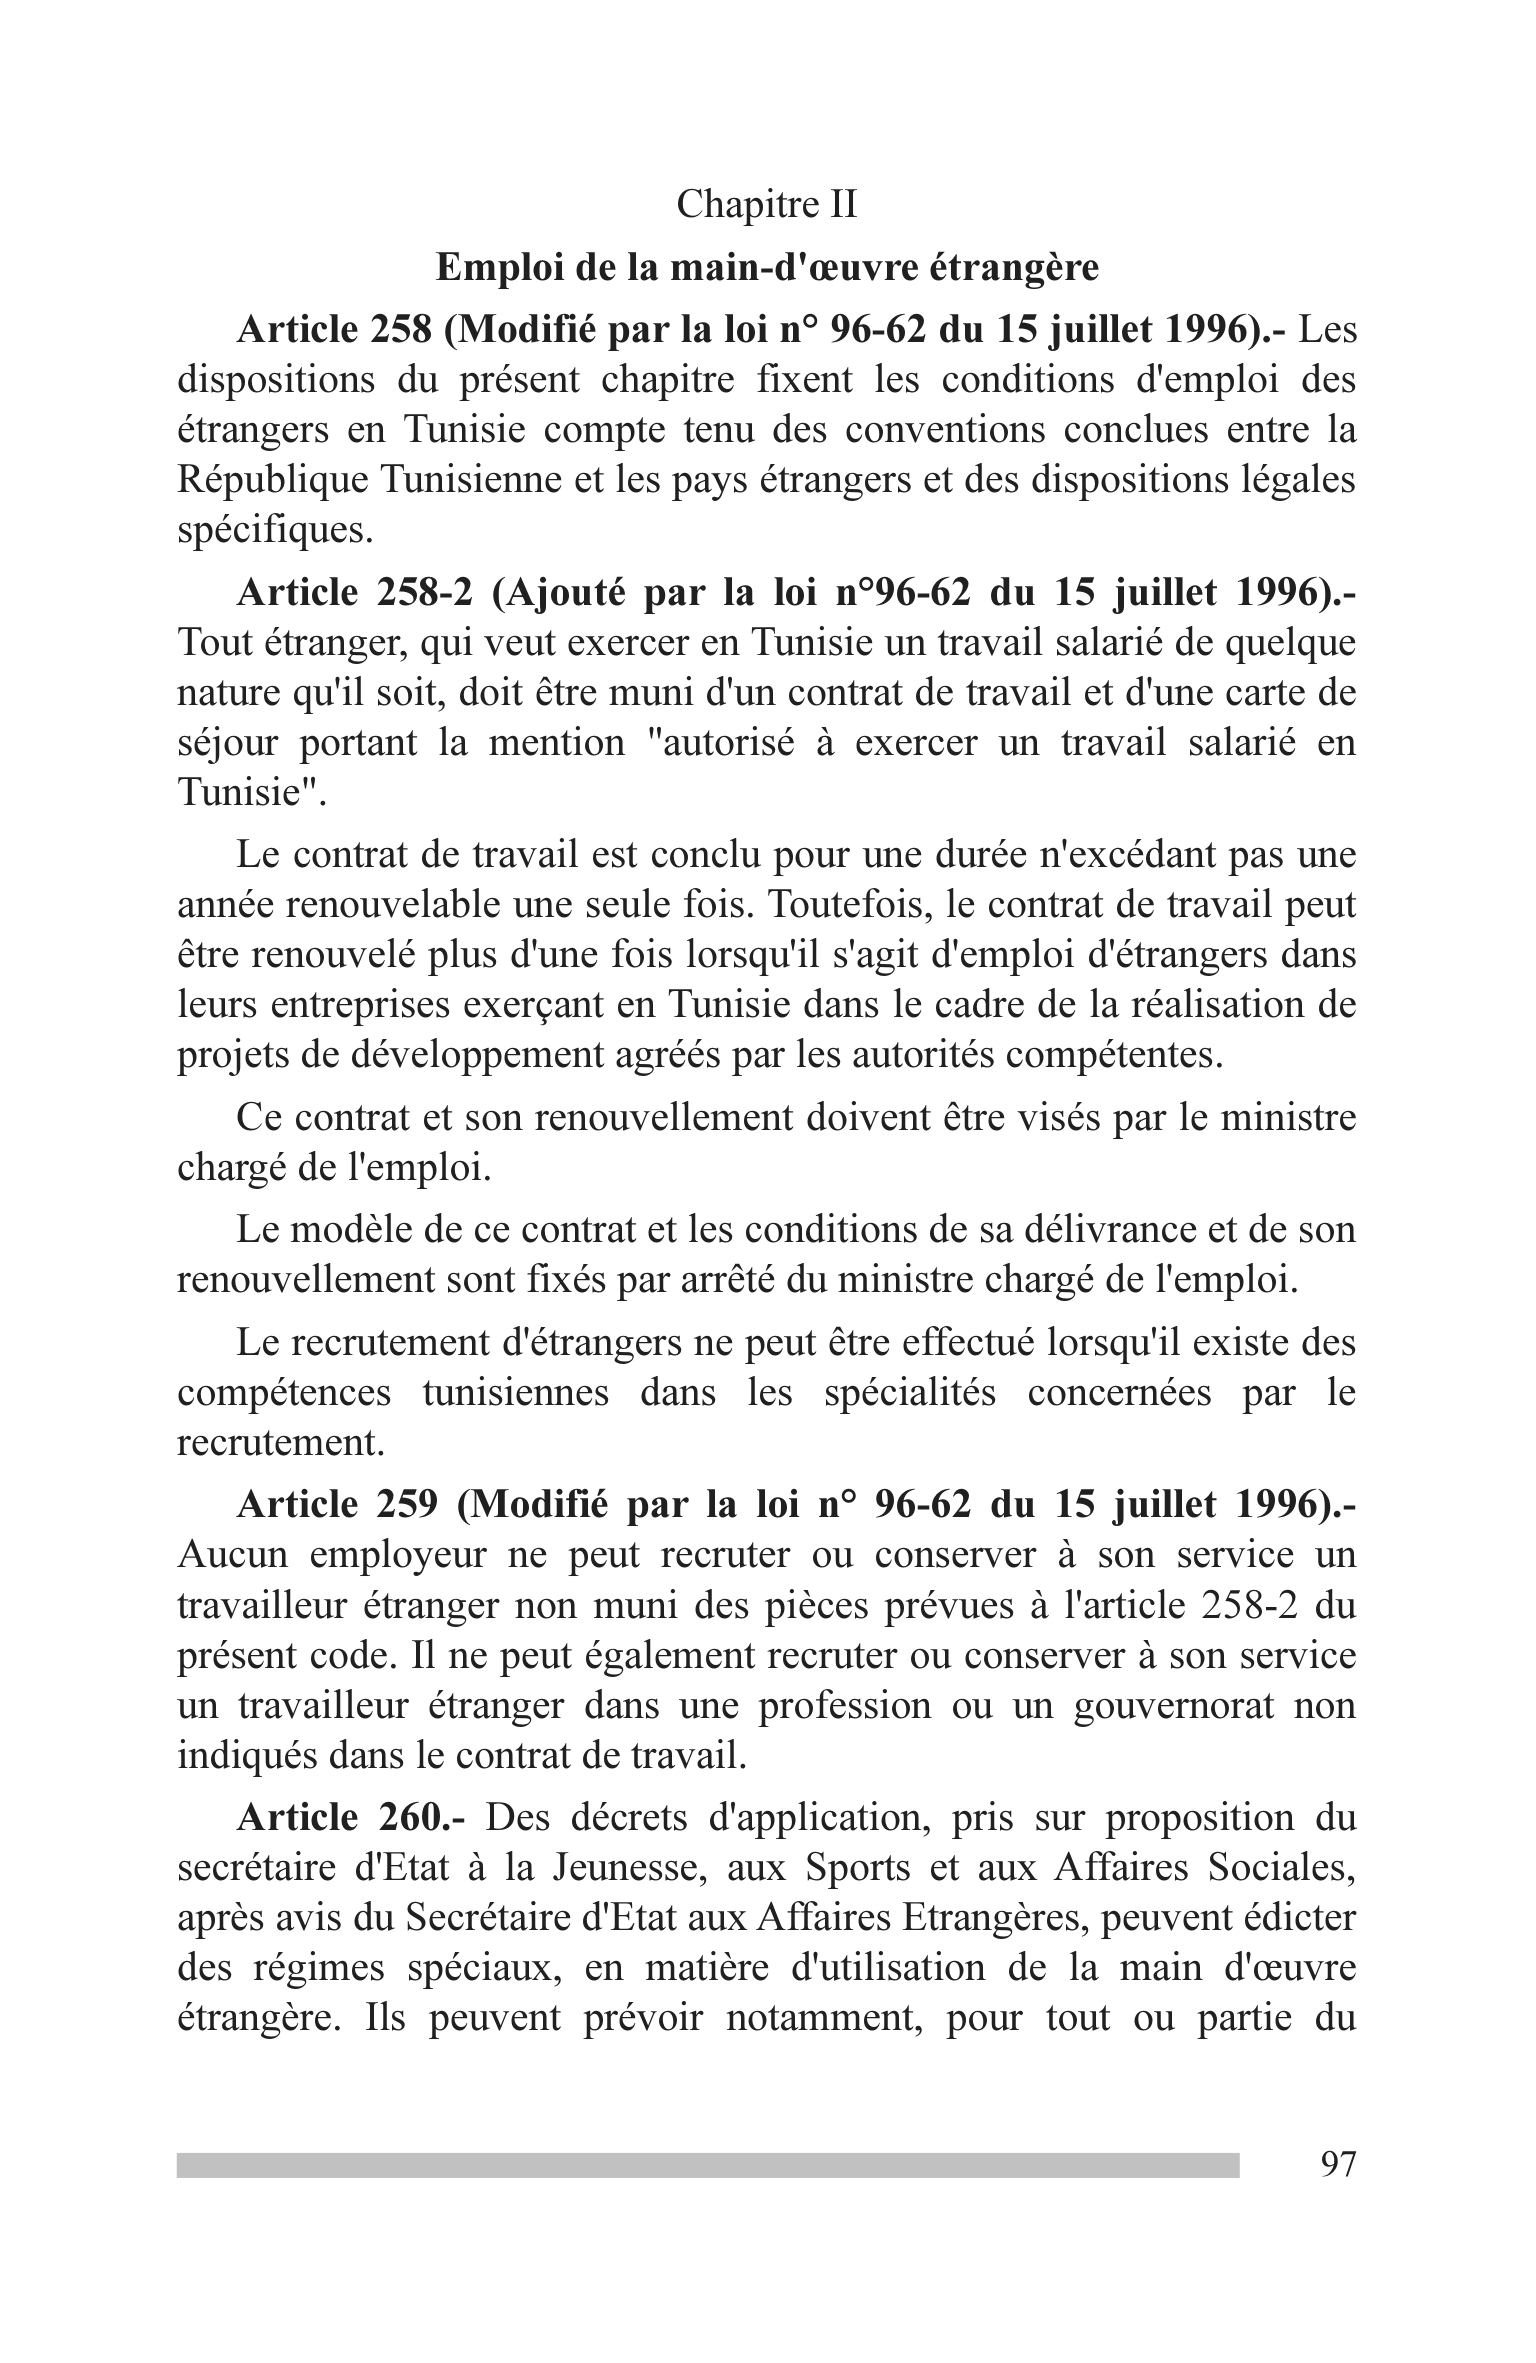 Chapitre II
Emploi de la main-d'œuvre étrangère
Article 258 (Modifié par la loi n° 96-62 du 15 juillet 1996).- Les
dispositions du présent chapitre fixent les conditions d'emploi des
étrangers en Tunisie compte tenu des conventions conclues entre la
République Tunisienne et les pays étrangers et des dispositions légales
spécifiques.
Article 258-2 (Ajouté par la loi n°96-62 du 15 juillet 1996).-
Tout étranger, qui veut exercer en Tunisie un travail salarié de quelque
nature qu'il soit, doit être muni d'un contrat de travail et d'une carte de
séjour portant la mention "autorisé à exercer un travail salarié en
Tunisie".
Le contrat de travail est conclu pour une durée n'excédant pas une
année renouvelable une seule fois. Toutefois, le contrat de travail peut
être renouvelé plus d'une fois lorsqu'il s'agit d'emploi d'étrangers dans
leurs entreprises exerçant en Tunisie dans le cadre de la réalisation de
projets de développement agréés par les autorités compétentes.
Ce contrat et son renouvellement doivent être visés par le ministre
chargé de l'emploi.
Le modèle de ce contrat et les conditions de sa délivrance et de son
renouvellement sont fixés par arrêté du ministre chargé de l'emploi.
Le recrutement d'étrangers ne peut être effectué lorsqu'il existe des
compétences tunisiennes dans les spécialités concernées par le
recrutement.
Article 259 (Modifié par la loi n° 96-62 du 15 juillet 1996).-
Aucun employeur ne peut recruter ou conserver à son service un
travailleur étranger non muni des pièces prévues à l'article 258-2 du
présent code. Il ne peut également recruter ou conserver à son service
un travailleur étranger dans une profession ou un gouvernorat non
indiqués dans le contrat de travail.
Article 260.- Des décrets d'application, pris sur proposition du
secrétaire d'Etat à la Jeunesse, aux Sports et aux Affaires Sociales,
après avis du Secrétaire d'Etat aux Affaires Etrangères, peuvent édicter
des régimes spéciaux, en matière d'utilisation de la main d'œuvre
étrangère. Ils peuvent prévoir notamment, pour tout ou partie du
97